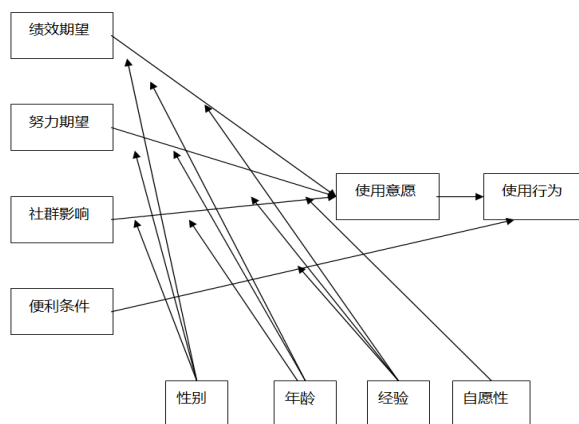 绩效期望
努力期望
使用意愿
使用行为
社群影响
便利条件
性别
年龄
经验
自愿性